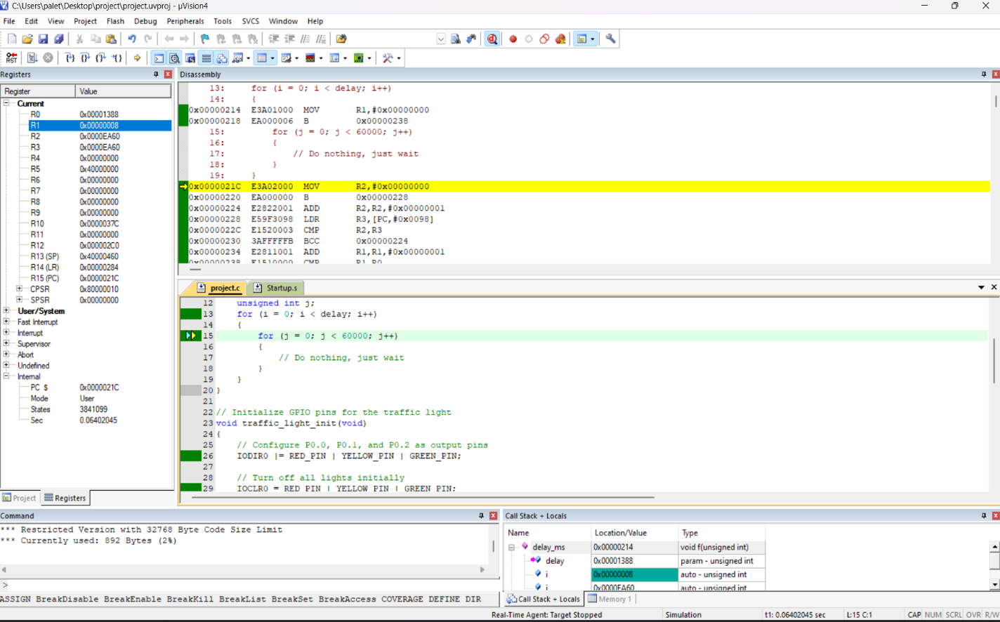 C:\Users\palet\Desktop\project\project.uvproj - µVision4
File Edit View Project Flash Debug Peripherals Tools SVCS Window Help
RST
Registers
Register Value
Current
R0 0x00001388
R1 0x00000008
R2 0x0000EA60
R3 0x0000EA60
R4 0x00000000
R5 0x40000000
R6 0x00000000
R7 0x00000000
R8 0x00000000
R9 0x00000000
R10 0x0000037C
R11 0x00000000
R12 0x000002C0
R13 (SP) 0x40000460
R14 (LR) 0x00000284
R15 (PC) 0x0000021C
CPSR 0x80000010
SPSR 0x00000000
User/System
Fast Interrupt
Interrupt
Supervisor
Abort
Undefined
Internal
PC $ 0x0000021C
Mode User
States 3841099
Sec 0.06402045
Project Registers
Disassembly
13: for (i = 0; i < delay; i++)
14: {
0x00000214 E3A01000 MOV R1,#0x00000000
0x00000218 EA000006 B 0x00000238
15: for (j = 0; j < 60000; j++)
16: {
17: // Do nothing, just wait
18: }
19: }
0x0000021C E3A02000 MOV R2,#0x00000000
0x00000220 EA000000 B 0x00000228
0x00000224 E2822001 ADD R2,R2,#0x00000001
0x00000228 E59F3098 LDR R3,[PC,#0x0098]
0x0000022C E1520003 CMP R2,R3
0x00000230 3AFFFFFB BCC 0x00000224
0x00000234 E2811001 ADD R1,R1,#0x00000001
0x00000238 E1510000 CMP R1,R0
project.c Startup.s
12 unsigned int j;
13 for (i = 0; i < delay; i++)
14 {
15 for (j = 0; j < 60000; j++)
16 {
17 // Do nothing, just wait
18 }
19 }
20 }
21
22 // Initialize GPIO pins for the traffic light
23 void traffic_light_init(void)
24 {
25 // Configure P0.0, P0.1, and P0.2 as output pins
26 IODIR0 |= RED_PIN | YELLOW_PIN | GREEN_PIN;
27
28 // Turn off all lights initially
29 IOCLR0 = RED_PIN | YELLOW_PIN | GREEN_PIN;
Command
*** Restricted Version with 32768 Byte Code Size Limit
*** Currently used: 892 Bytes (2%)
>
ASSIGN BreakDisable BreakEnable BreakKill BreakList BreakSet BreakAccess COVERAGE DEFINE DIR
Call Stack + Locals
Name Location/Value Type
delay_ms 0x00000214 void f(unsigned int)
delay 0x00001388 param - unsigned int
i 0x00000008 auto - unsigned int
j 0x0000EA60 auto - unsigned int
Call Stack + Locals Memory 1
Real-Time Agent: Target Stopped Simulation t1: 0.06402045 sec L:15 C:1 CAP NUM SCRL OVR R/W